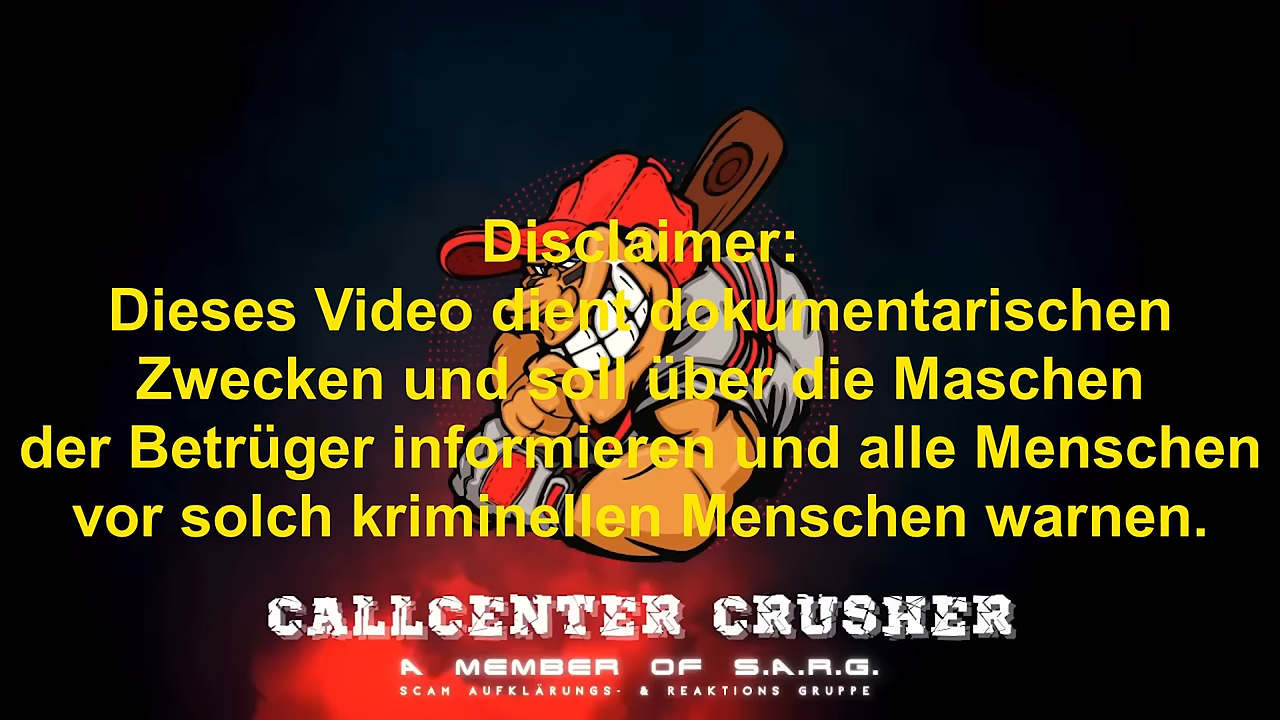 Disclaimer:
Dieses Video dient dokumentarischen
Zwecken und soll über die Maschen
der Betrüger informieren und alle Menschen
vor solch kriminellen Menschen warnen.
CALLCENTER CRUSHER
A MEMBER OF S.A.R.G.
SCAM AUFKLÄRUNGS- & REAKTIONS GRUPPE